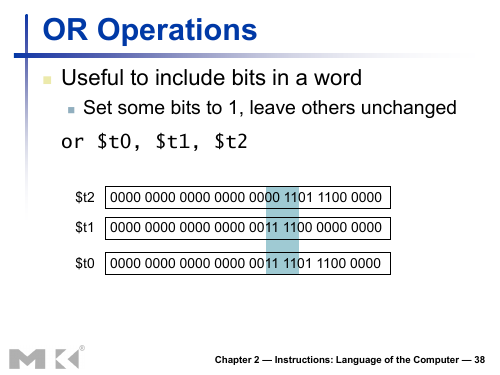 OR Operations
Useful to include bits in a word
Set some bits to 1, leave others unchanged
or $t0, $t1, $t2
$t2 0000 0000 0000 0000 0000 1101 1100 0000
$t1 0000 0000 0000 0000 0011 1100 0000 0000
$t0 0000 0000 0000 0000 0011 1101 1100 0000
MK®
Chapter 2 — Instructions: Language of the Computer — 38